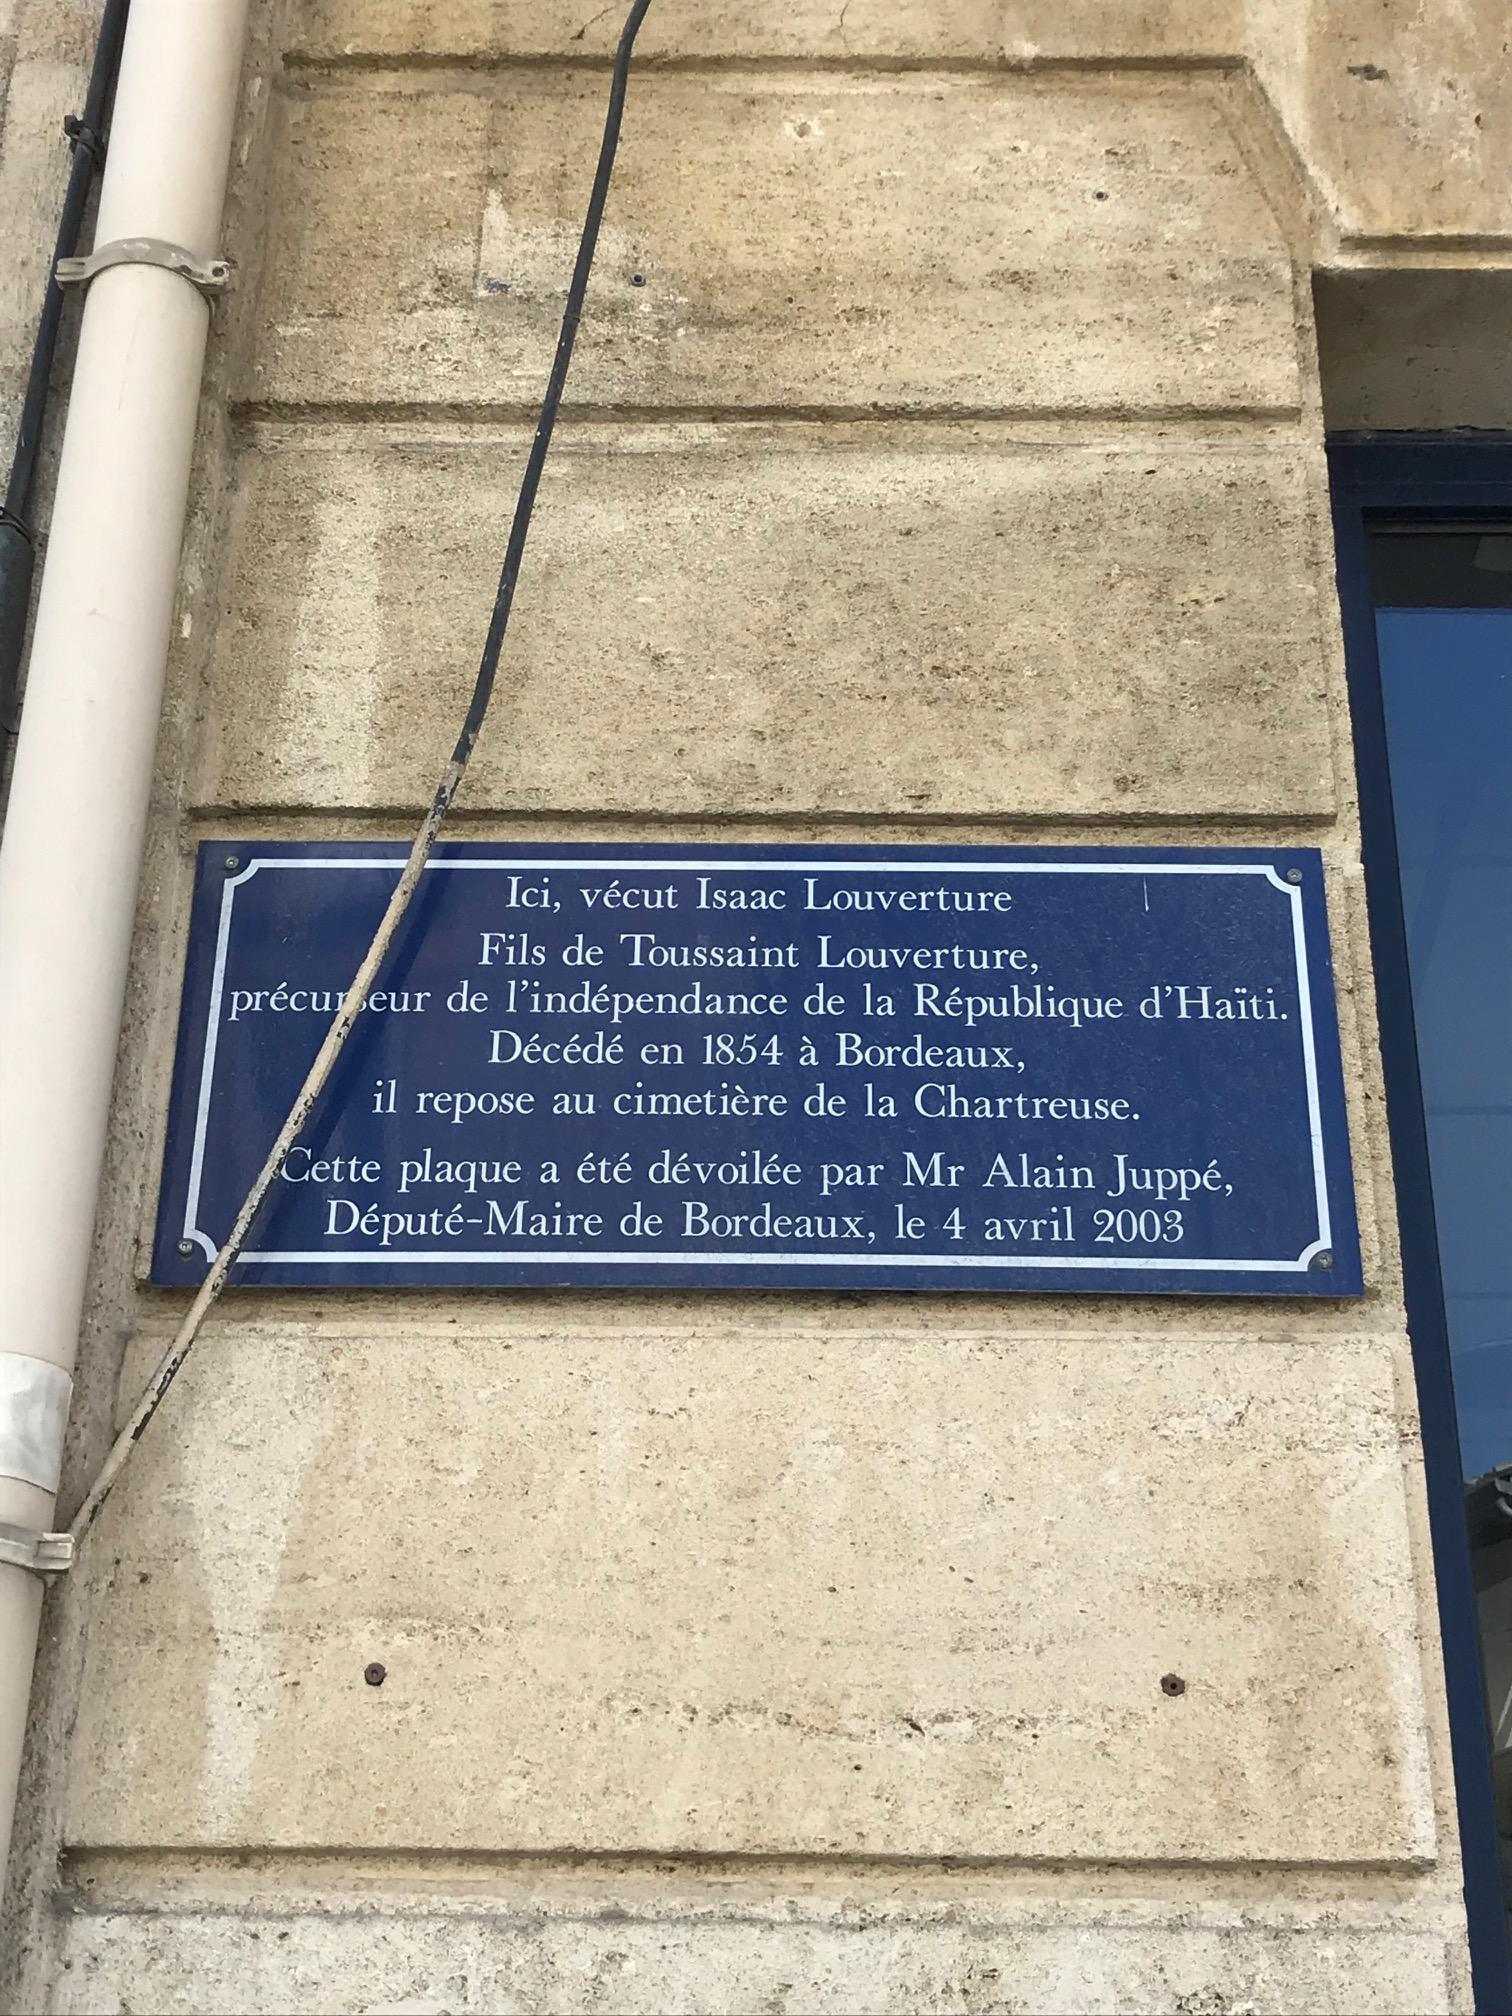 Ici, vécut Isaac Louverture
Fils de Toussaint Louverture,
précurseur de l'indépendance de la République d'Haïti.
Décédé en 1854 à Bordeaux,
il repose au cimetière de la Chartreuse.
Cette plaque a été dévoilée par Mr Alain Juppé,
Député-Maire de Bordeaux, le 4 avril 2003